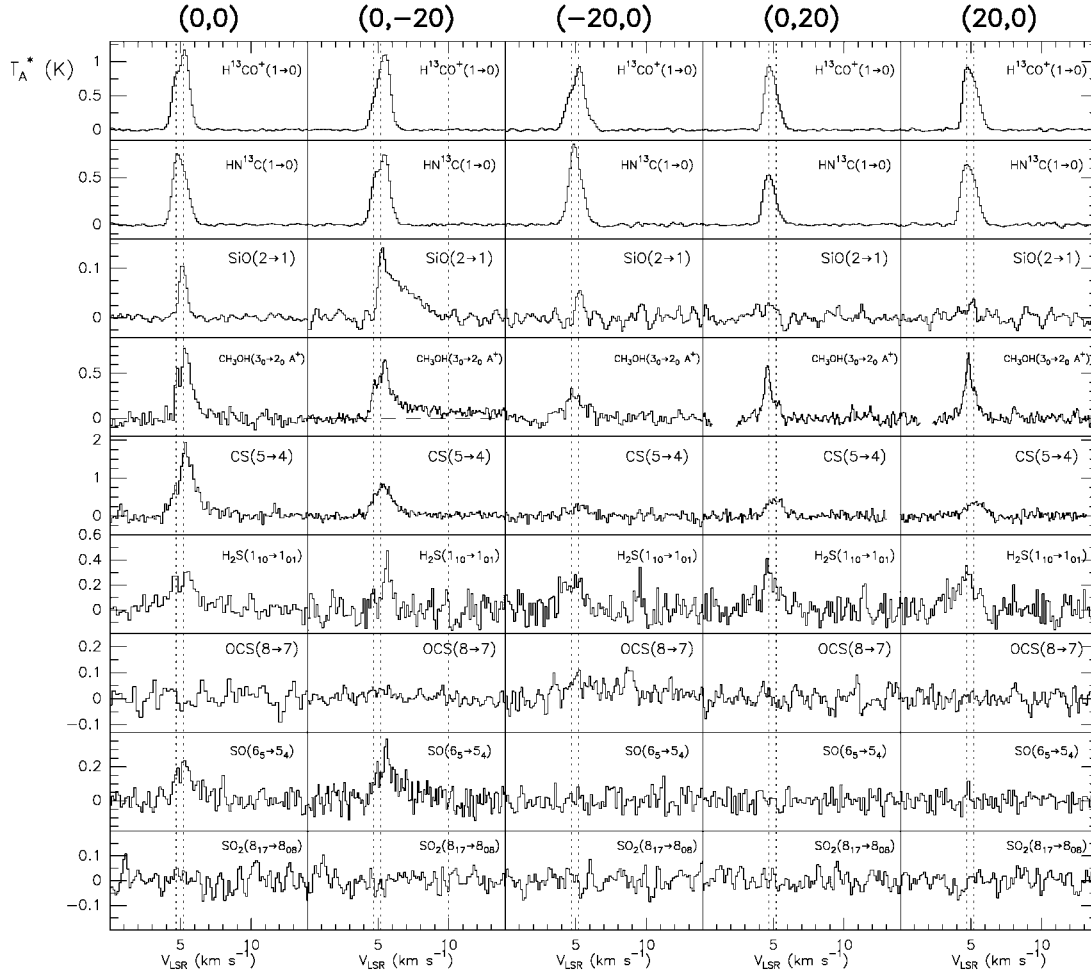 (0,0) (0,−20) (−20,0) (0,20) (20,0)
T_A* (K)
1 H¹³CO⁺(1→0) H¹³CO⁺(1→0) H¹³CO⁺(1→0) H¹³CO⁺(1→0) H¹³CO⁺(1→0)
0.5
0
HN¹³C(1→0) HN¹³C(1→0) HN¹³C(1→0) HN¹³C(1→0) HN¹³C(1→0)
0.5
0
SiO(2→1) SiO(2→1) SiO(2→1) SiO(2→1) SiO(2→1)
0.1
0
CH₃OH(3₀→2₀ A⁺) CH₃OH(3₀→2₀ A⁺) CH₃OH(3₀→2₀ A⁺) CH₃OH(3₀→2₀ A⁺) CH₃OH(3₀→2₀ A⁺)
0.5
0
2
CS(5→4) CS(5→4) CS(5→4) CS(5→4) CS(5→4)
1
0
0.6
H₂S(1₁₀→1₀₁) H₂S(1₁₀→1₀₁) H₂S(1₁₀→1₀₁) H₂S(1₁₀→1₀₁) H₂S(1₁₀→1₀₁)
0.4
0.2
0
0.2 OCS(8→7) OCS(8→7) OCS(8→7) OCS(8→7) OCS(8→7)
0.1
0
−0.1
SO(6₅→5₄) SO(6₅→5₄) SO(6₅→5₄) SO(6₅→5₄) SO(6₅→5₄)
0.2
0
SO₂(8₁₇→8₀₈) SO₂(8₁₇→8₀₈) SO₂(8₁₇→8₀₈) SO₂(8₁₇→8₀₈) SO₂(8₁₇→8₀₈)
0.1
0
−0.1
5 10 5 10 5 10 5 10 5 10
V_LSR (km s⁻¹) V_LSR (km s⁻¹) V_LSR (km s⁻¹) V_LSR (km s⁻¹) V_LSR (km s⁻¹)